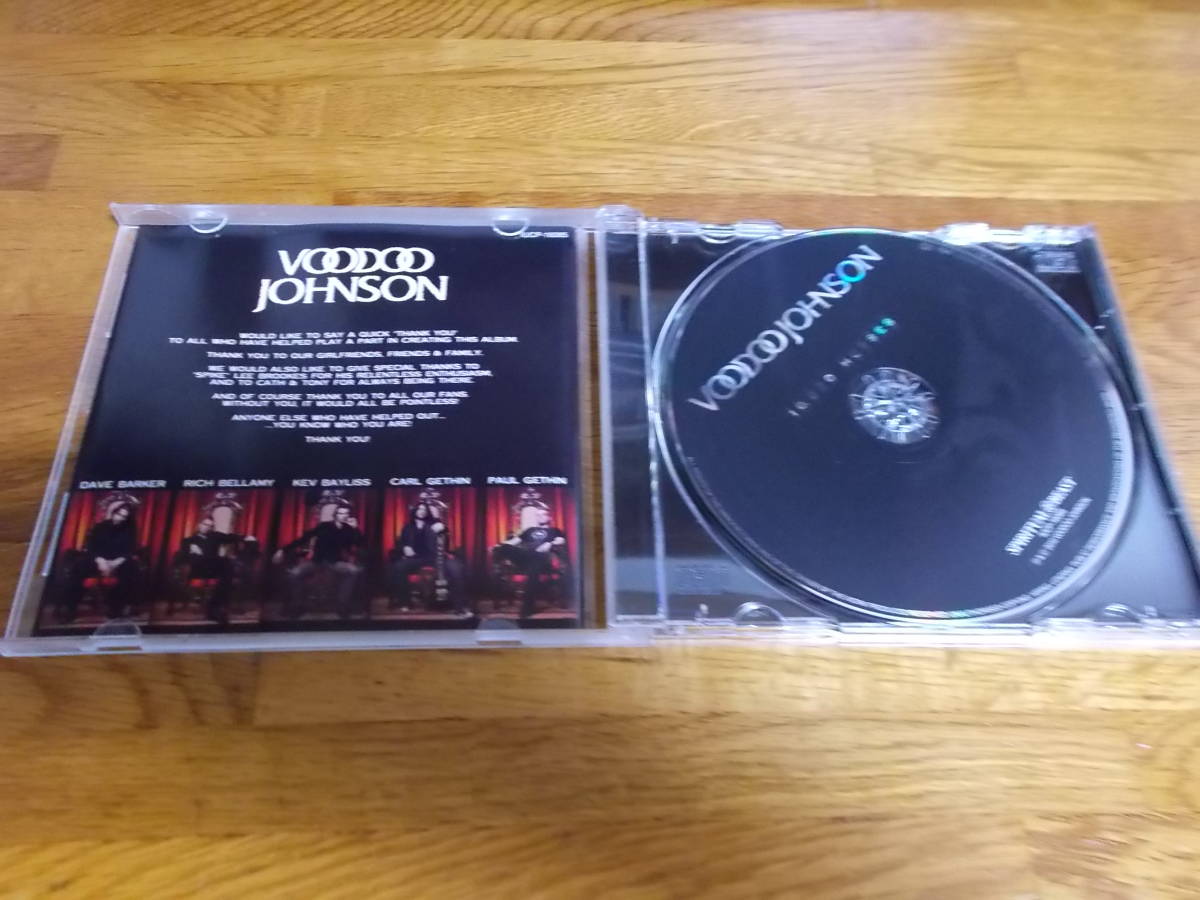 VOODOO
JOHNSON
WOULD LIKE TO SAY A QUICK 'THANK YOU'
TO ALL WHO HAVE HELPED PLAY A PART IN CREATING THIS ALBUM.
THANK YOU TO OUR GIRLFRIENDS, FRIENDS & FAMILY.
WE WOULD ALSO LIKE TO GIVE SPECIAL THANKS TO
'SPIKE' LEE BROOKES FOR HIS RELENTLESS ENTHUSIASM,
AND TO CATH & TONY FOR ALWAYS BEING THERE.
AND OF COURSE THANK YOU TO ALL OUR FANS.
WITHOUT YOU, IT WOULD ALL BE POINTLESS!
ANYONE ELSE WHO HAVE HELPED OUT...
...YOU KNOW WHO YOU ARE!
THANK YOU!
DAVE BARKER RICH BELLAMY KEV BAYLISS CARL GETHIN PAUL GETHIN
VOODOO JOHNSON